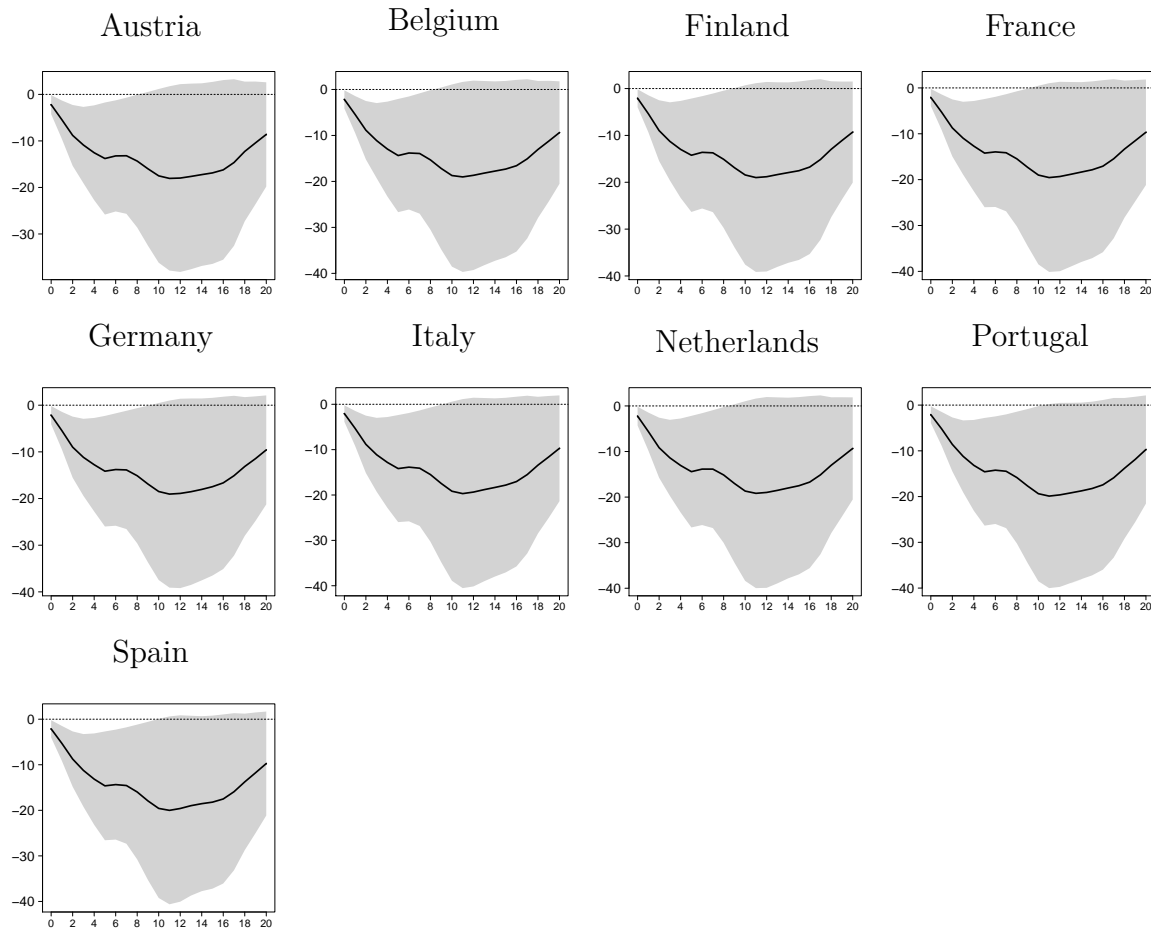 Austria Belgium Finland France
0 0 0 0
−10 −10 −10 −10
−20 −20 −20 −20
−30 −30 −30 −30
−40 −40 −40
0 2 4 6 8 10 12 14 16 18 20 0 2 4 6 8 10 12 14 16 18 20 0 2 4 6 8 10 12 14 16 18 20 0 2 4 6 8 10 12 14 16 18 20
Germany Italy Netherlands Portugal
0 0 0 0
−10 −10 −10 −10
−20 −20 −20 −20
−30 −30 −30 −30
−40 −40 −40 −40
0 2 4 6 8 10 12 14 16 18 20 0 2 4 6 8 10 12 14 16 18 20 0 2 4 6 8 10 12 14 16 18 20 0 2 4 6 8 10 12 14 16 18 20
Spain
0
−10
−20
−30
−40
0 2 4 6 8 10 12 14 16 18 20